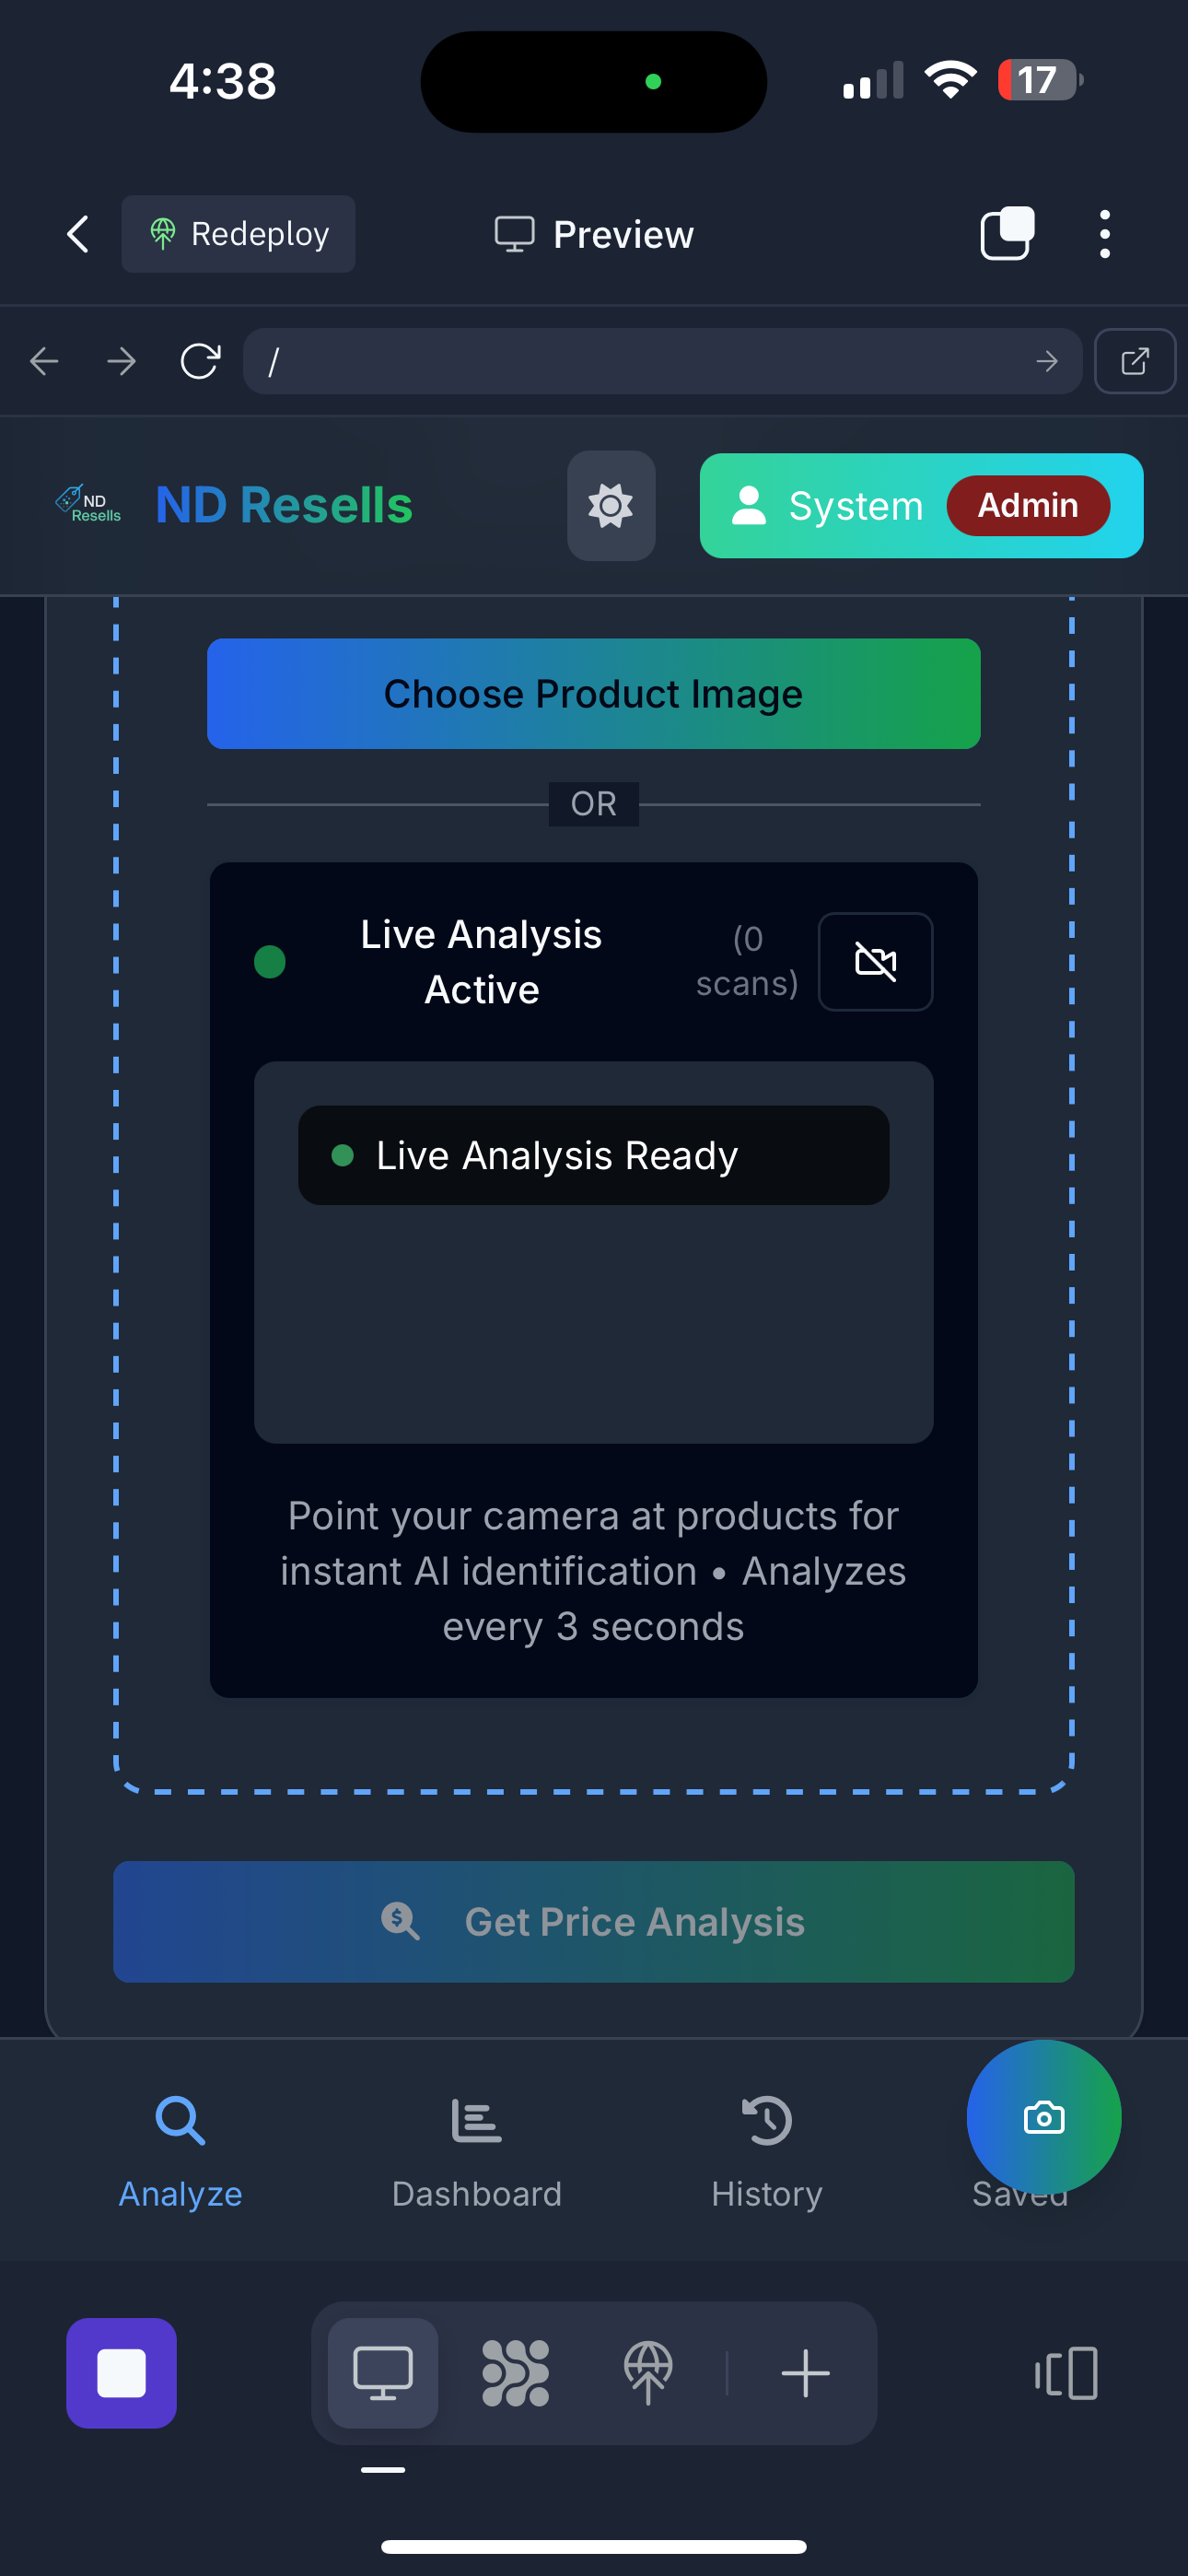 4:38
17
Redeploy
Preview
/
ND
Resells
ND Resells
System
Admin
Choose Product Image
OR
Live Analysis
Active
(0
scans)
Live Analysis Ready
Point your camera at products for
instant AI identification • Analyzes
every 3 seconds
$
Get Price Analysis
Analyze
Dashboard
History
Saved